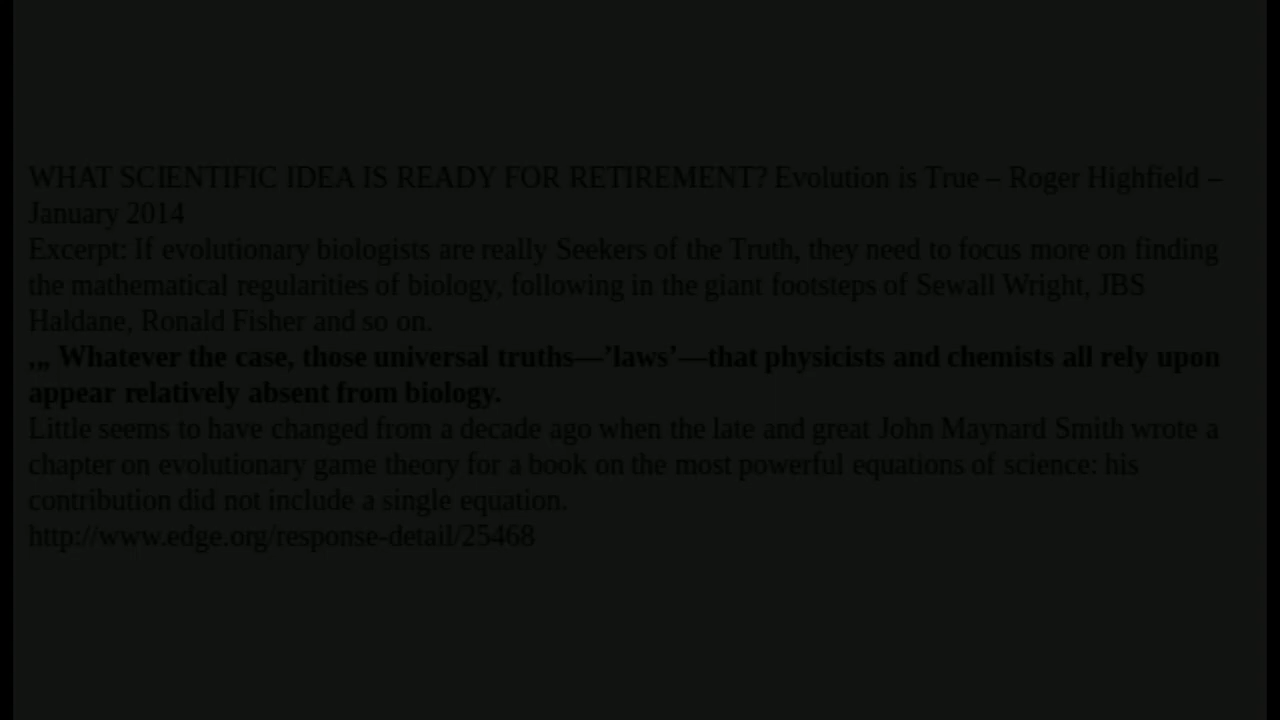 WHAT SCIENTIFIC IDEA IS READY FOR RETIREMENT? Evolution is True – Roger Highfield –
January 2014
Excerpt: If evolutionary biologists are really Seekers of the Truth, they need to focus more on finding
the mathematical regularities of biology, following in the giant footsteps of Sewall Wright, JBS
Haldane, Ronald Fisher and so on.
,,, Whatever the case, those universal truths—’laws’—that physicists and chemists all rely upon
appear relatively absent from biology.
Little seems to have changed from a decade ago when the late and great John Maynard Smith wrote a
chapter on evolutionary game theory for a book on the most powerful equations of science: his
contribution did not include a single equation.
http://www.edge.org/response-detail/25468